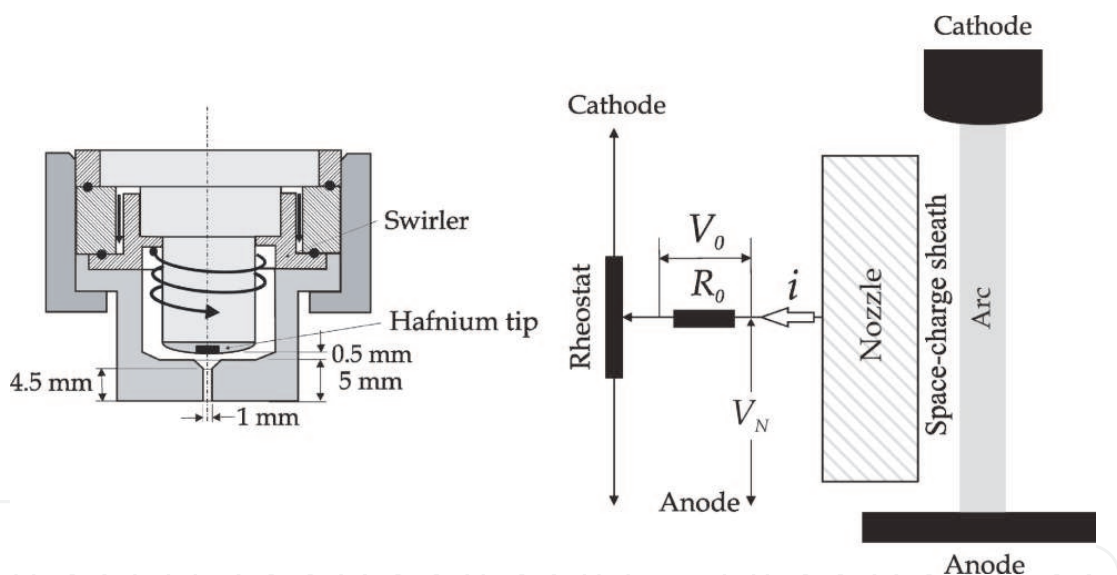 Swirler
Hafnium tip
0.5 mm
4.5 mm
5 mm
1 mm
Cathode
Cathode
V₀
R₀
i
Rheostat
Nozzle
Space-charge sheath
Arc
V_N
Anode
Anode